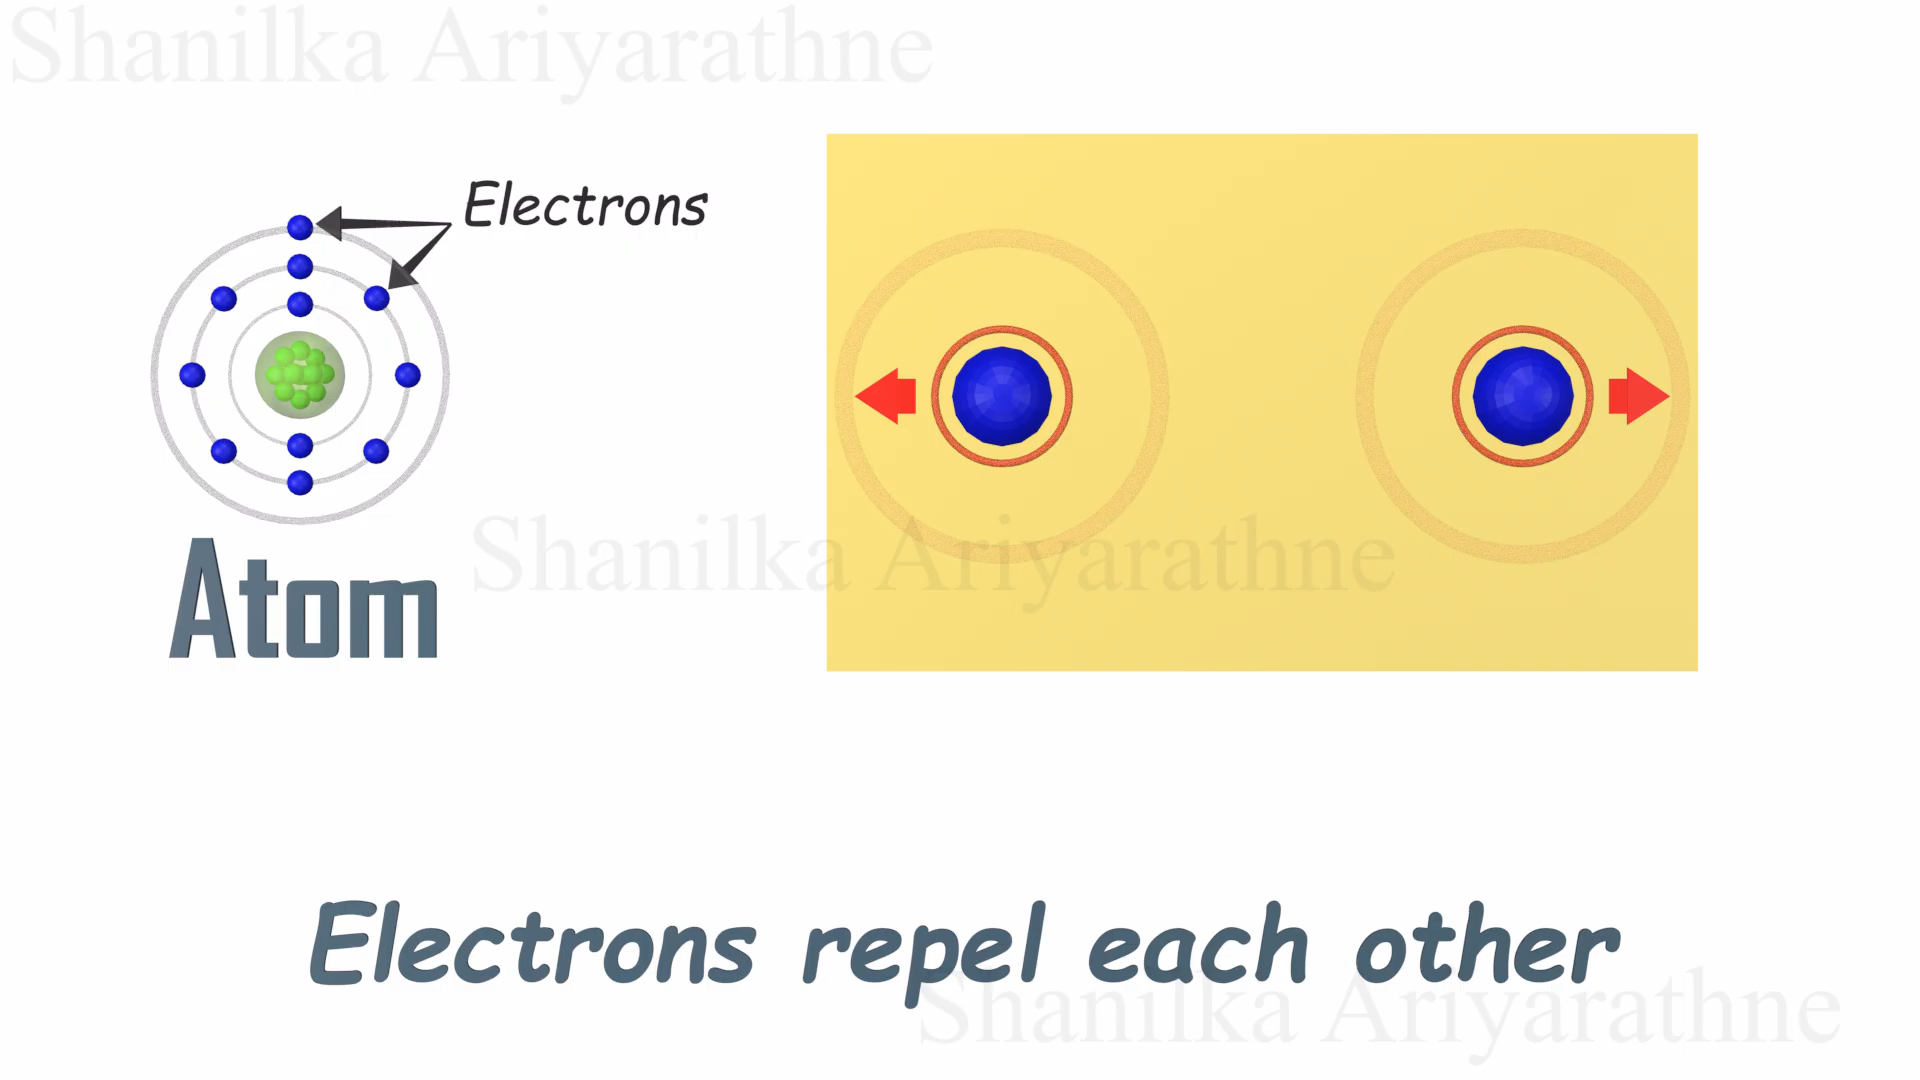 Shanilka Ariyarathne
Electrons
Shanilka Ariyarathne
Atom
Electrons repel each other
Shanilka Ariyarathne